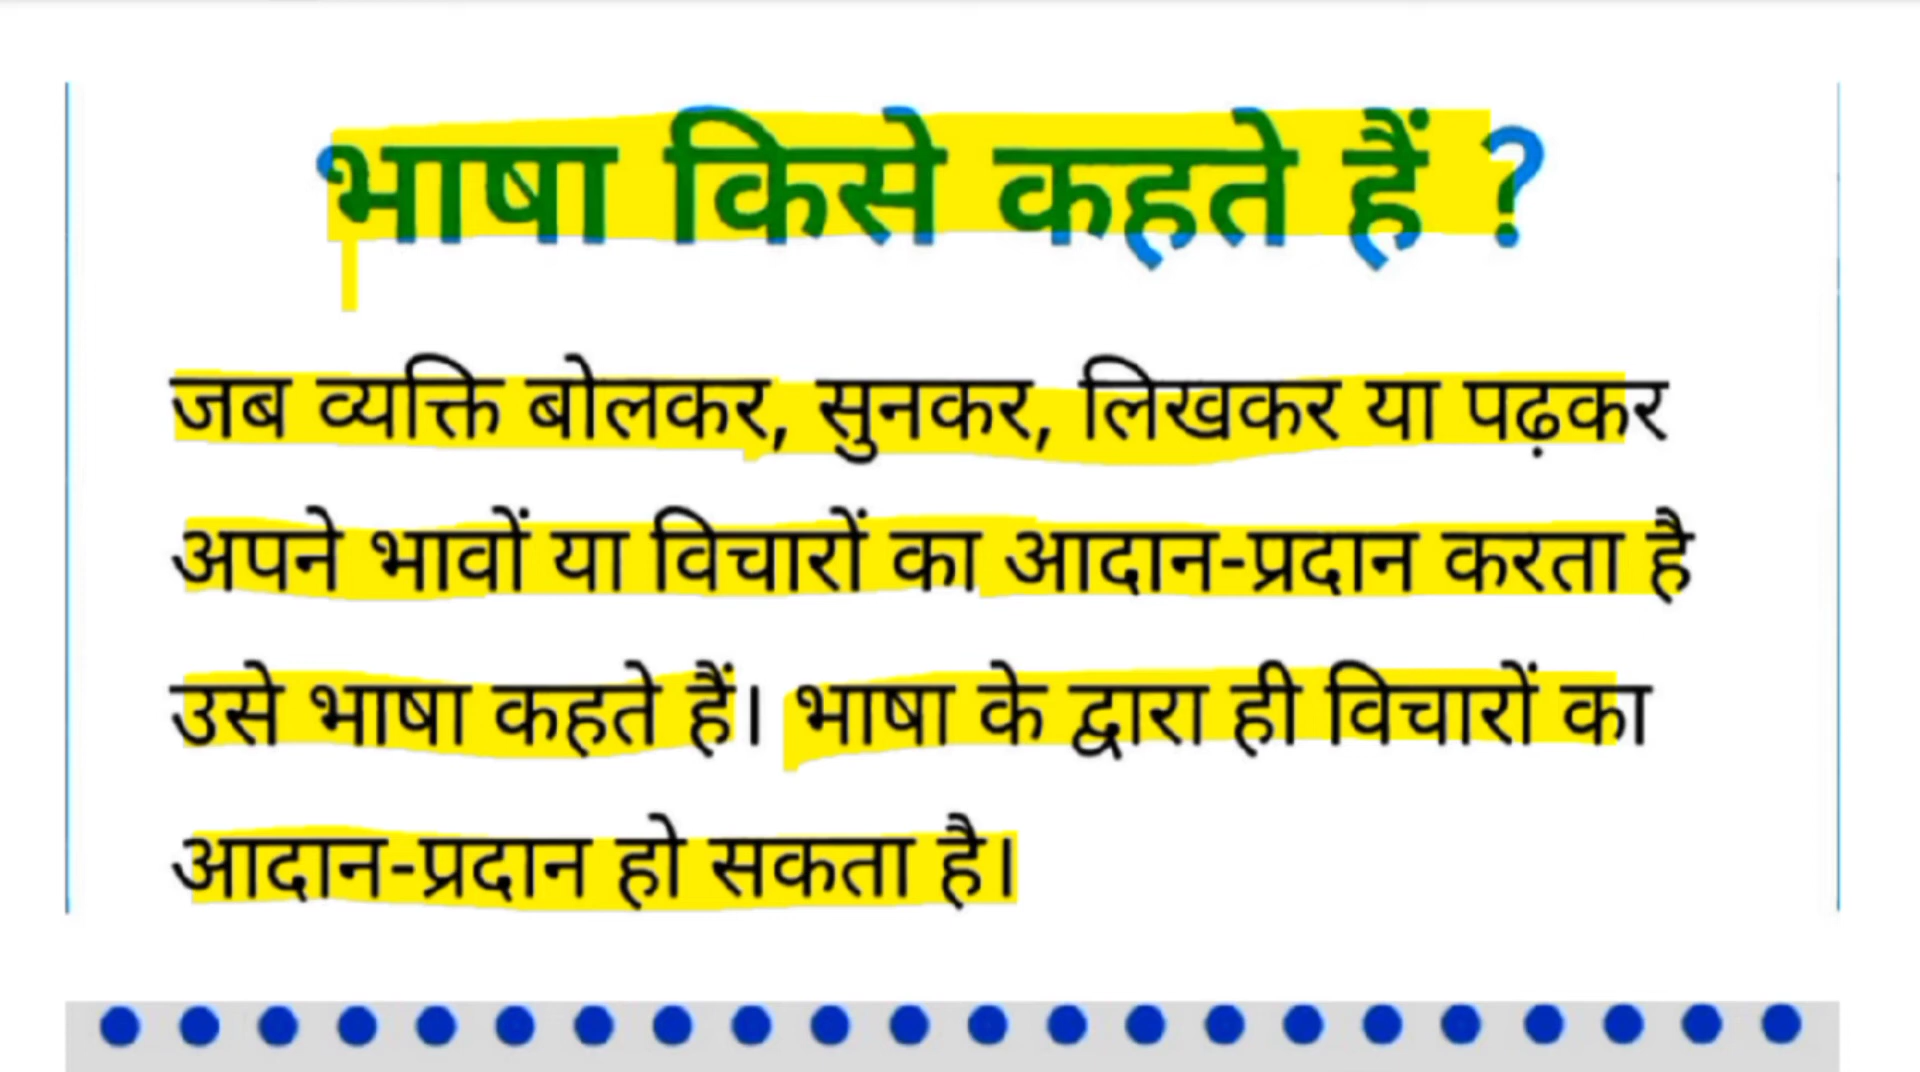 भाषा किसे कहते हैं ?
जब व्यक्ति बोलकर, सुनकर, लिखकर या पढ़कर
अपने भावों या विचारों का आदान-प्रदान करता है
उसे भाषा कहते हैं। भाषा के द्वारा ही विचारों का
आदान-प्रदान हो सकता है।